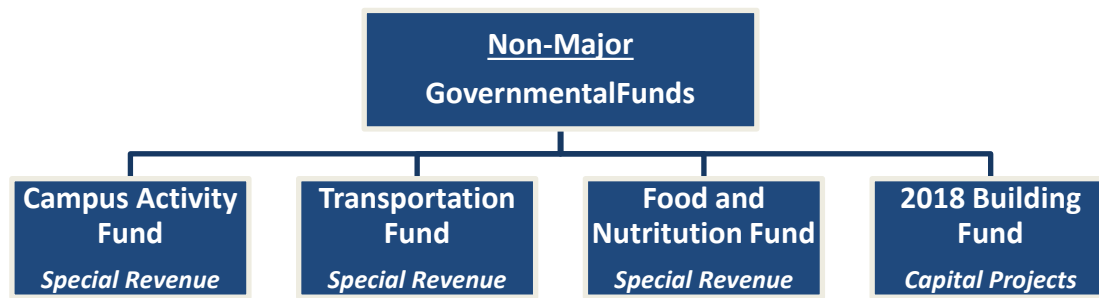 Non-Major
GovernmentalFunds
Campus Activity
Fund
Special Revenue
Transportation
Fund
Special Revenue
Food and
Nutritution Fund
Special Revenue
2018 Building
Fund
Capital Projects